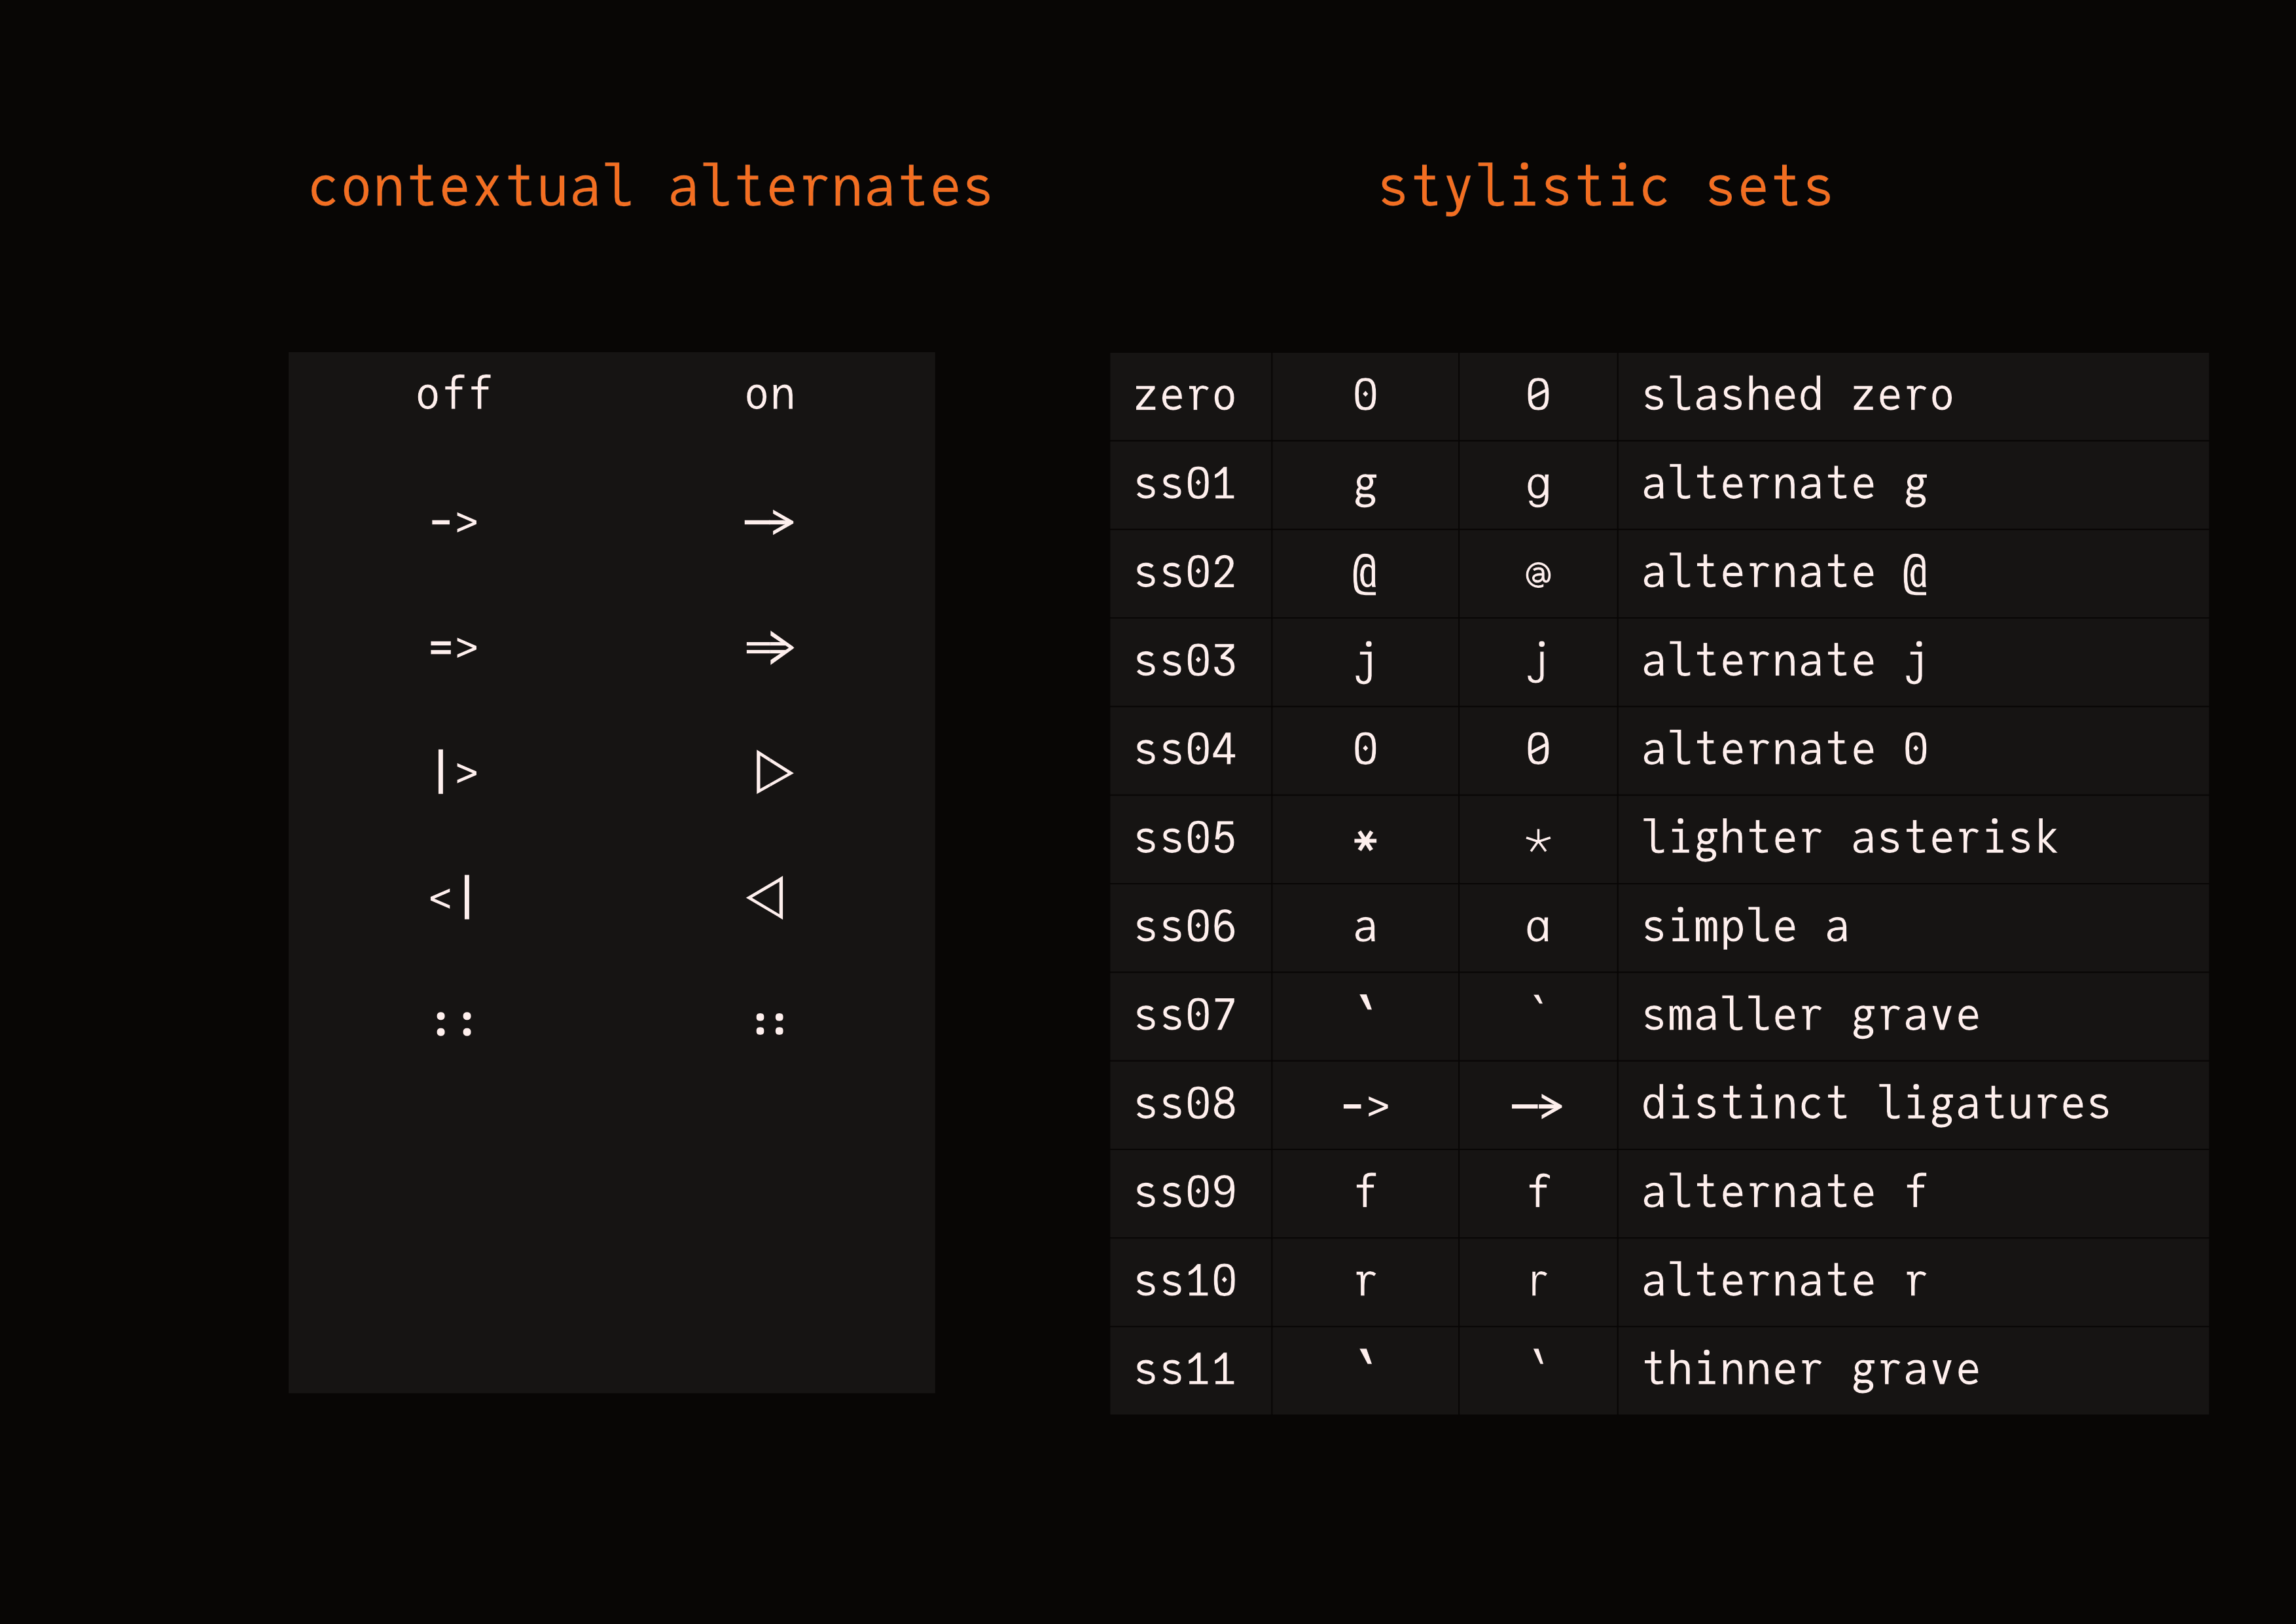 contextual alternates
off on
-> →
=> ⇒
|> ▷
<| ◁
:: ::
stylistic sets
zero 0 0 slashed zero
ss01 g g alternate g
ss02 @ @ alternate @
ss03 j j alternate j
ss04 0 0 alternate 0
ss05 * * lighter asterisk
ss06 a ɑ simple a
ss07 ` ` smaller grave
ss08 -> → distinct ligatures
ss09 f f alternate f
ss10 r r alternate r
ss11 ` ` thinner grave